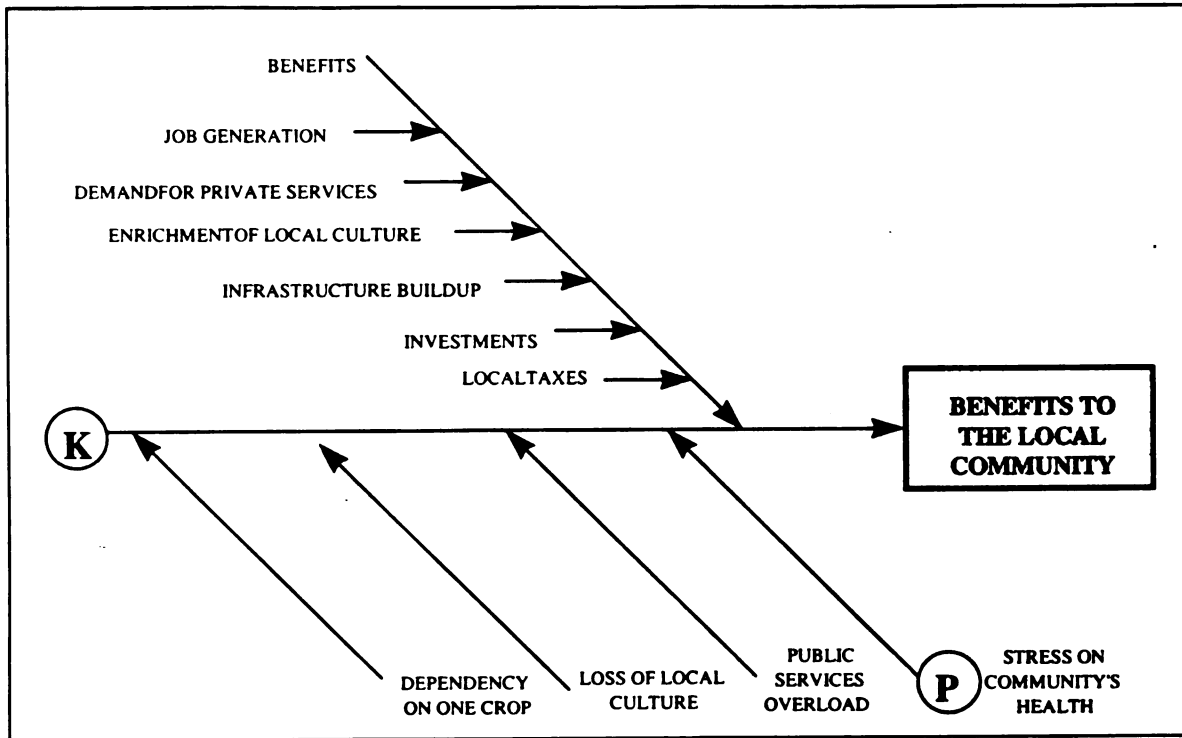 BENEFITS
JOB GENERATION
DEMANDFOR PRIVATE SERVICES
ENRICHMENTOF LOCAL CULTURE
INFRASTRUCTURE BUILDUP
INVESTMENTS
LOCALTAXES
K
BENEFITS TO
THE LOCAL
COMMUNITY
DEPENDENCY
ON ONE CROP
LOSS OF LOCAL
CULTURE
PUBLIC
SERVICES
OVERLOAD
P
STRESS ON
COMMUNITY'S
HEALTH